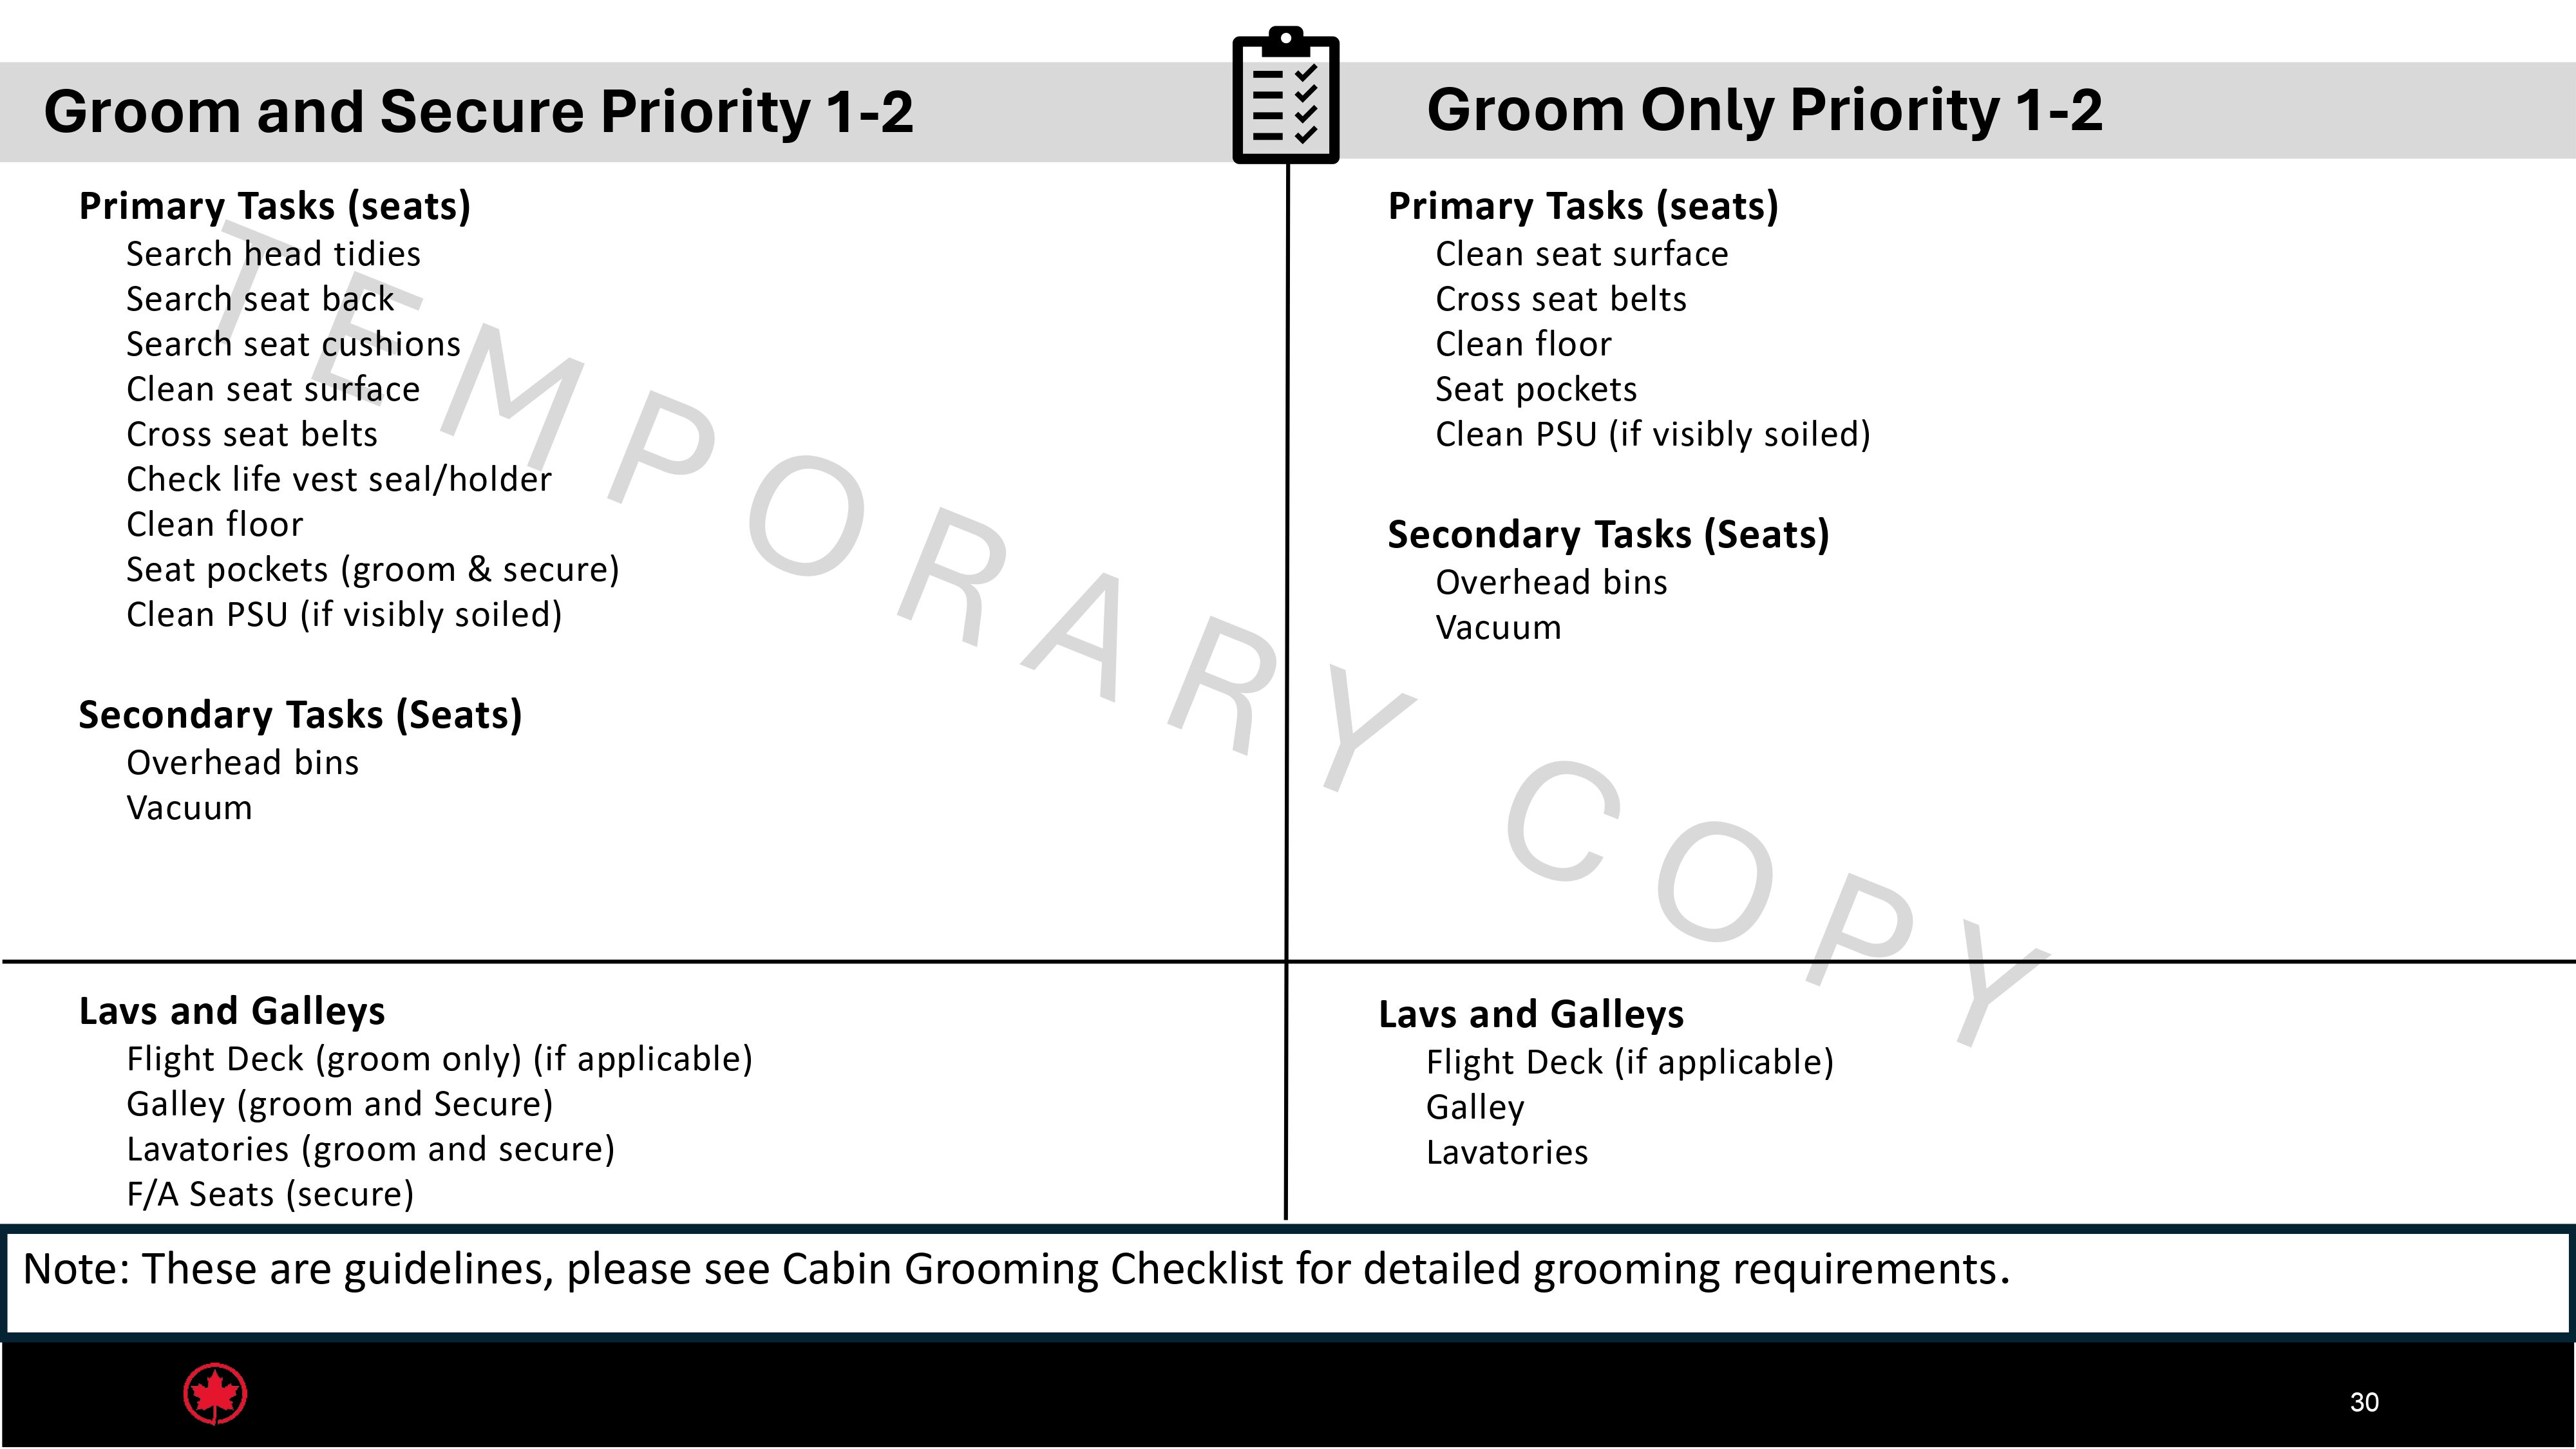 Groom and Secure Priority 1-2
Primary Tasks (seats)
Search head tidies
Search seat back
Search seat cushions
Clean seat surface
Cross seat belts
Check life vest seal/holder
Clean floor
Seat pockets (groom & secure)
Clean PSU (if visibly soiled)
Secondary Tasks (Seats)
Overhead bins
Vacuum
Lavs and Galleys
Flight Deck (groom only) (if applicable)
Galley (groom and Secure)
Lavatories (groom and secure)
F/A Seats (secure)
Groom Only Priority 1-2
Primary Tasks (seats)
Clean seat surface
Cross seat belts
Clean floor
Seat pockets
Clean PSU (if visibly soiled)
Secondary Tasks (Seats)
Overhead bins
Vacuum
Lavs and Galleys
Flight Deck (if applicable)
Galley
Lavatories
TEMPORARY COPY
Note: These are guidelines, please see Cabin Grooming Checklist for detailed grooming requirements.
30